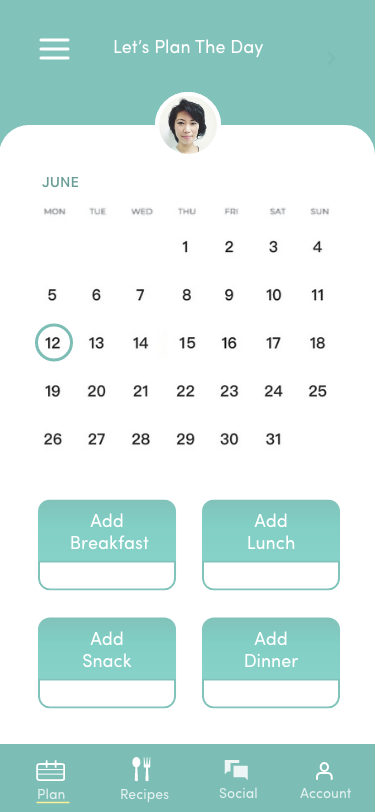 Let's Plan The Day
JUNE
MON TUE WED THU FRI SAT SUN
1 2 3 4
5 6 7 8 9 10 11
12 13 14 15 16 17 18
19 20 21 22 23 24 25
26 27 28 29 30 31
Add Add
Breakfast Lunch
Add Add
Snack Dinner
Plan Recipes Social Account